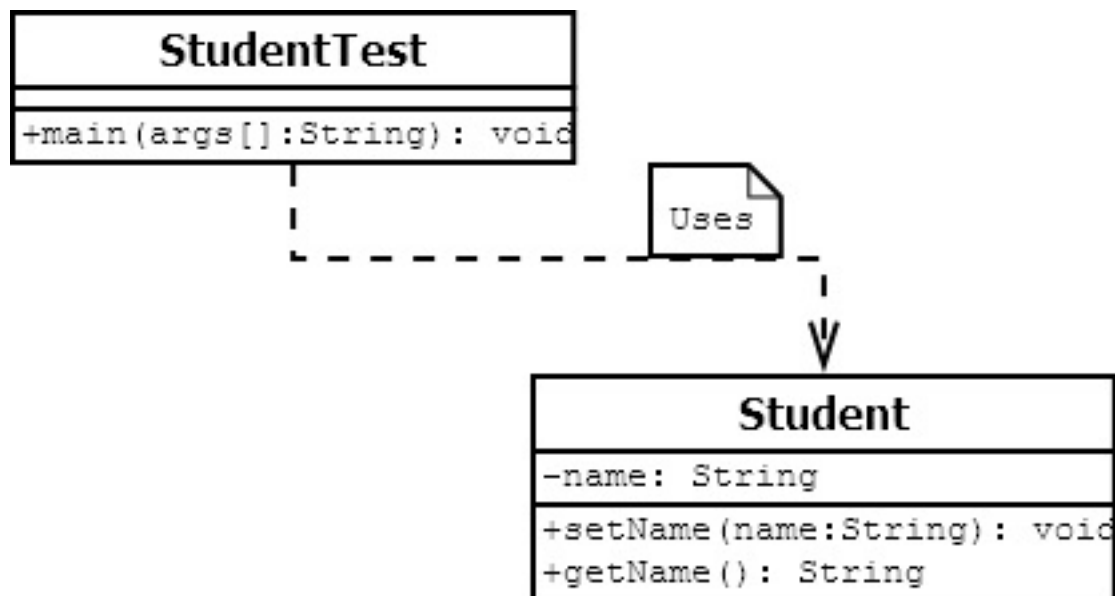 StudentTest
+main(args[]:String): void
Uses
Student
-name: String
+setName(name:String): void
+getName(): String